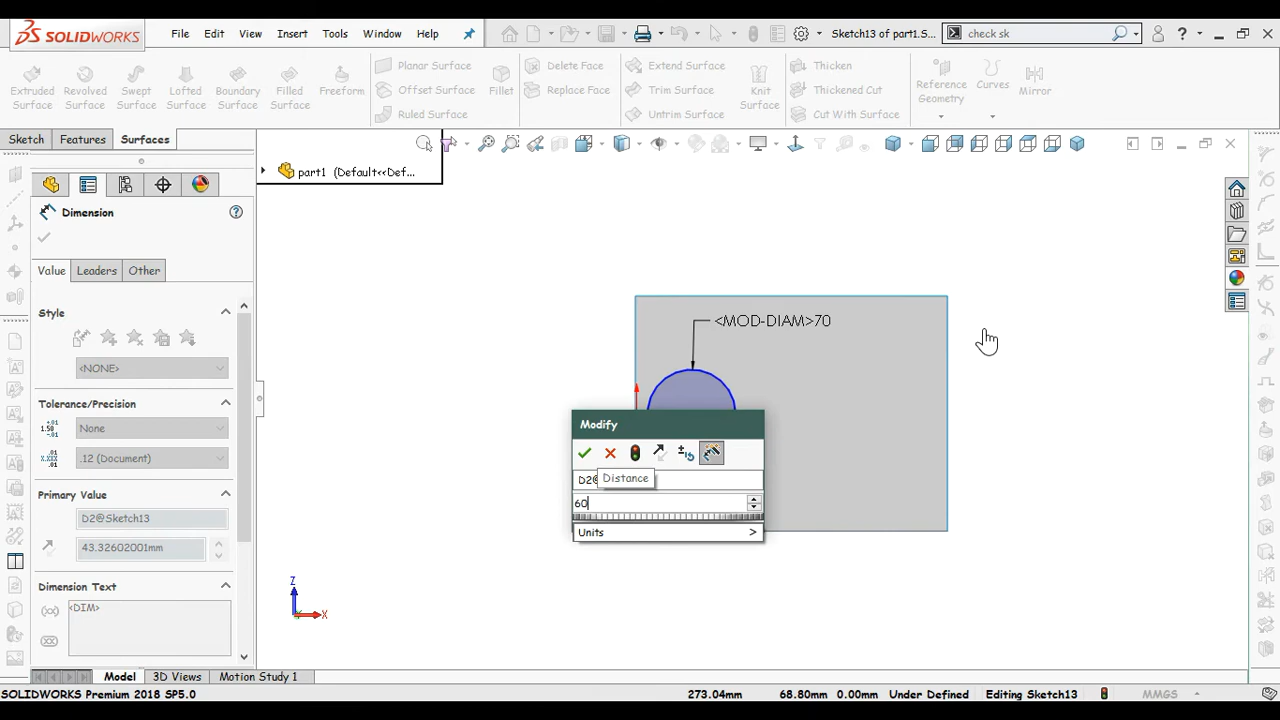 SOLIDWORKS File Edit View Insert Tools Window Help Sketch13 of part1.S... check sk ?
Extruded Surface Revolved Surface Swept Surface Lofted Surface Boundary Surface Filled Surface Freeform Planar Surface Offset Surface Ruled Surface Fillet Delete Face Replace Face Extend Surface Trim Surface Untrim Surface Knit Surface Thicken Thickened Cut Cut With Surface Reference Geometry Curves Mirror
Sketch Features Surfaces
part1 (Default<<Def...
Dimension
Value Leaders Other
Style
<NONE>
Tolerance/Precision
None
.12 (Document)
Primary Value
D2@Sketch13
43.32602001mm
Dimension Text
<DIM>
<MOD-DIAM>70
Modify
D2@
Distance
60
Units >
Z
X
Model 3D Views Motion Study 1
SOLIDWORKS Premium 2018 SP5.0 273.04mm 68.80mm 0.00mm Under Defined Editing Sketch13 MMGS